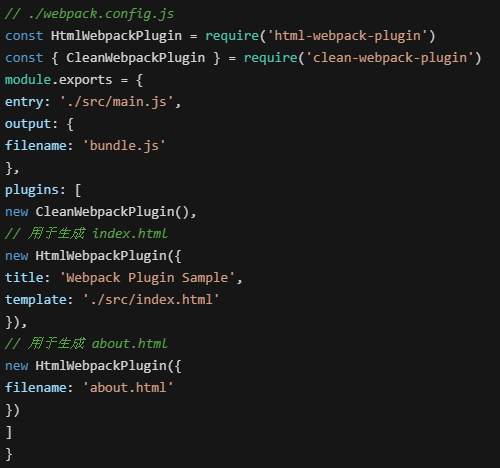 // ./webpack.config.js
const HtmlWebpackPlugin = require('html-webpack-plugin')
const { CleanWebpackPlugin } = require('clean-webpack-plugin')
module.exports = {
entry: './src/main.js',
output: {
filename: 'bundle.js'
},
plugins: [
new CleanWebpackPlugin(),
// 用于生成 index.html
new HtmlWebpackPlugin({
title: 'Webpack Plugin Sample',
template: './src/index.html'
}),
// 用于生成 about.html
new HtmlWebpackPlugin({
filename: 'about.html'
})
]
}